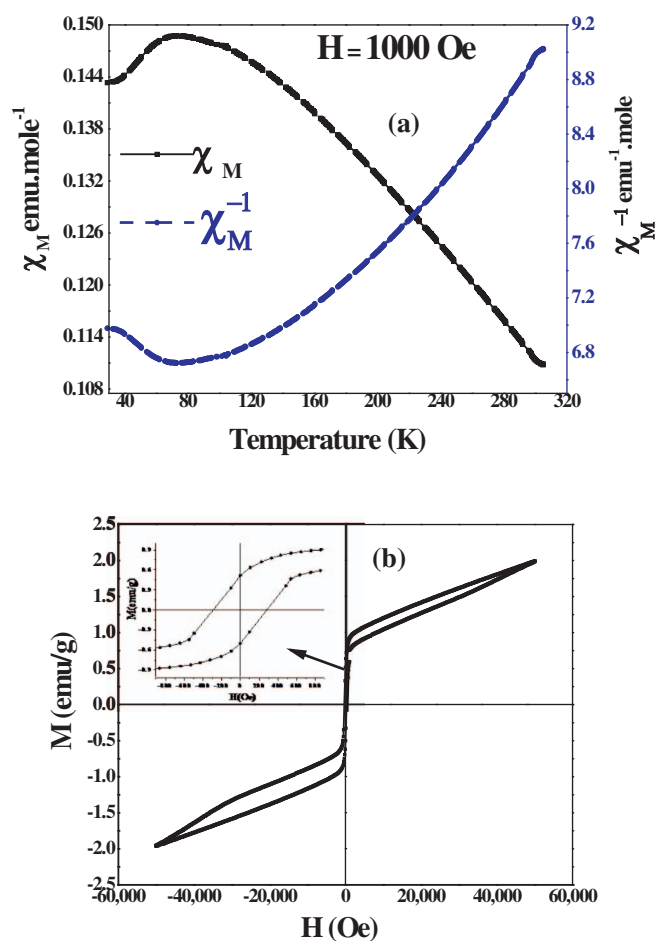 H = 1000 Oe
(a)
χ M
χ M -1
χ M emu.mole-1
χ M -1 emu-1.mole
0.150
0.144
0.138
0.132
0.126
0.120
0.114
0.108
9.2
8.8
8.4
8.0
7.6
7.2
6.8
40 80 120 160 200 240 280 320
Temperature (K)
(b)
M (emu/g)
2.5
2.0
1.5
1.0
0.5
0.0
-0.5
-1.0
-1.5
-2.0
-2.5
M(emu/g)
H(Oe)
-60,000 -40,000 -20,000 0 20,000 40,000 60,000
H (Oe)